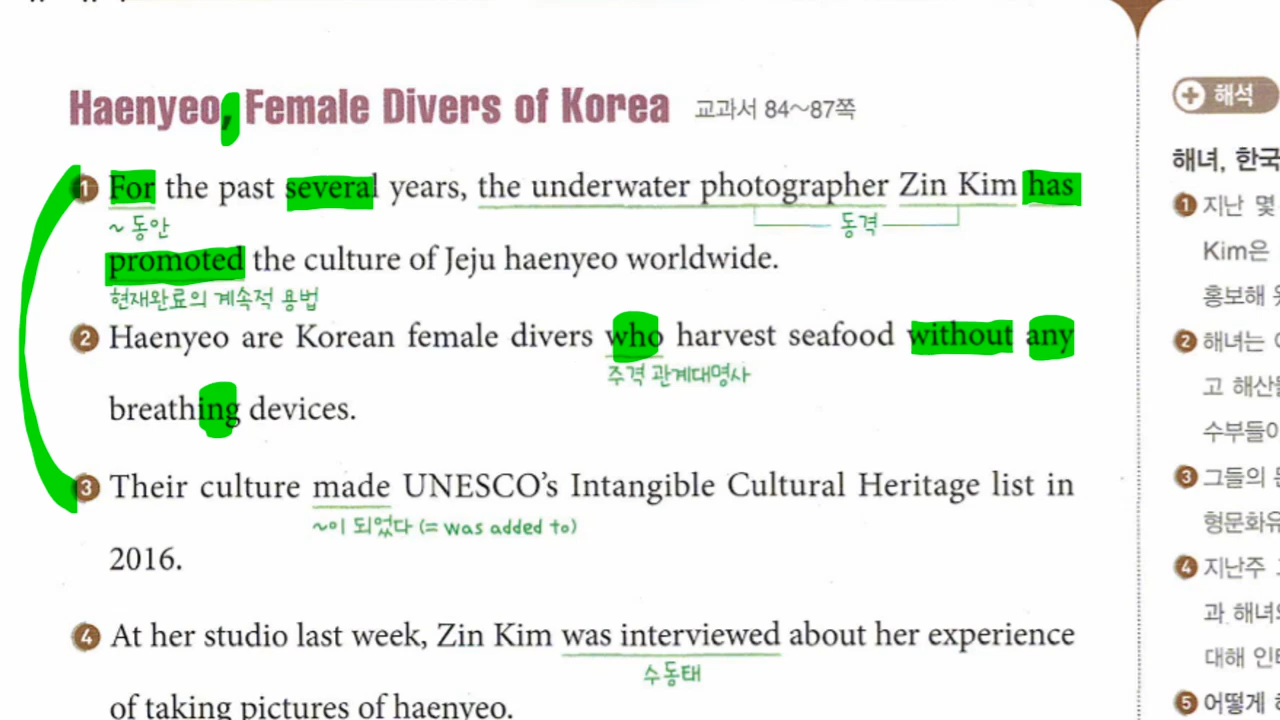 Haenyeo, Female Divers of Korea 교과서 84~87쪽
해석
해녀, 한국
1 For the past several years, the underwater photographer Zin Kim has
~ 동안
동격
promoted the culture of Jeju haenyeo worldwide.
현재완료의 계속적 용법
2 Haenyeo are Korean female divers who harvest seafood without any
주격 관계대명사
breathing devices.
3 Their culture made UNESCO's Intangible Cultural Heritage list in
~이 되었다 (= was added to)
2016.
4 At her studio last week, Zin Kim was interviewed about her experience
수동태
of taking pictures of haenyeo.
1 지난 몇
Kim은
홍보해
2 해녀는
고 해산
수부들이
3 그들의
형문화유
4 지난주
과 해녀
대해 인터
5 어떻게